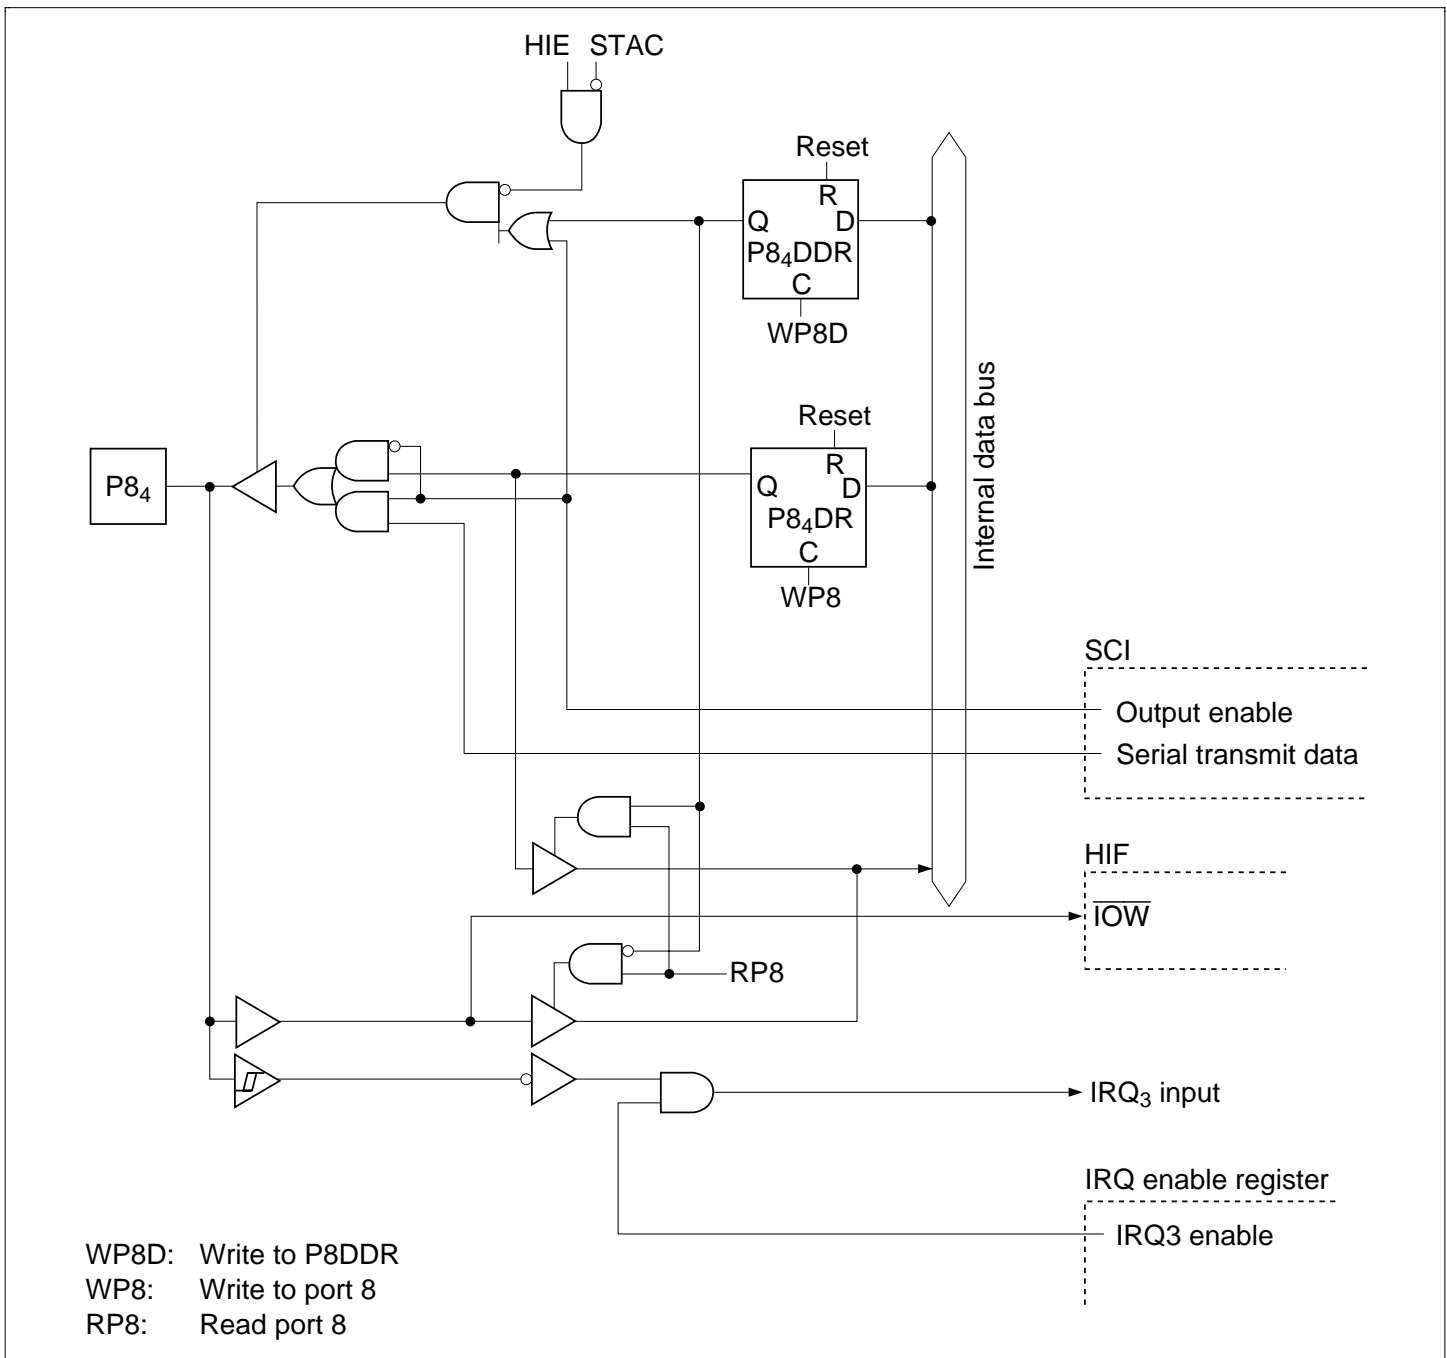 HIE STAC
Reset
R
Q D
P8₄DDR
C
WP8D
Internal data bus
Reset
R
P8₄
Q D
P8₄DR
C
WP8
SCI
Output enable
Serial transmit data
HIF
I̅O̅W̅
RP8
IRQ₃ input
IRQ enable register
IRQ3 enable
WP8D: Write to P8DDR
WP8: Write to port 8
RP8: Read port 8